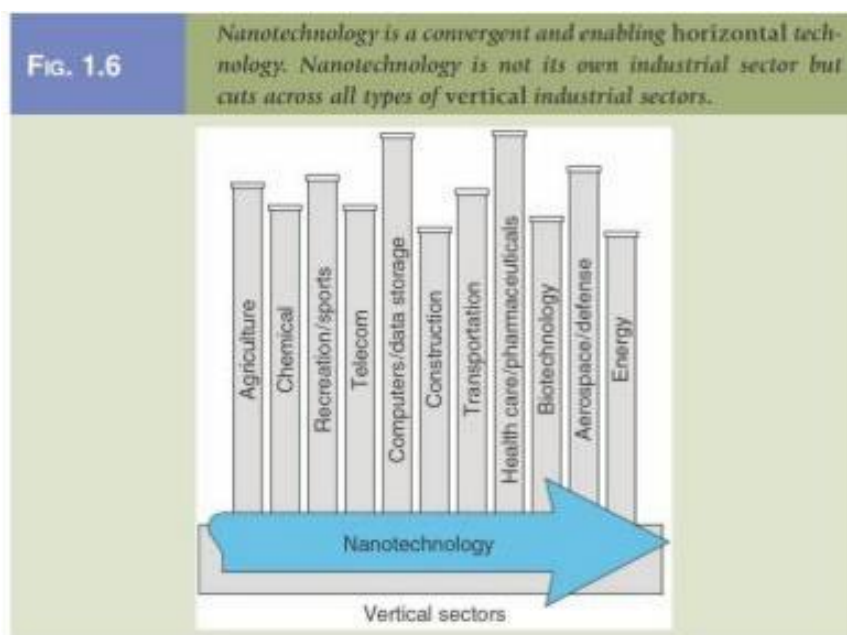 FIG. 1.6
Nanotechnology is a convergent and enabling horizontal tech-
nology. Nanotechnology is not its own industrial sector but
cuts across all types of vertical industrial sectors.
Agriculture
Chemical
Recreation/sports
Telecom
Computers/data storage
Construction
Transportation
Health care/pharmaceuticals
Biotechnology
Aerospace/defense
Energy
Nanotechnology
Vertical sectors